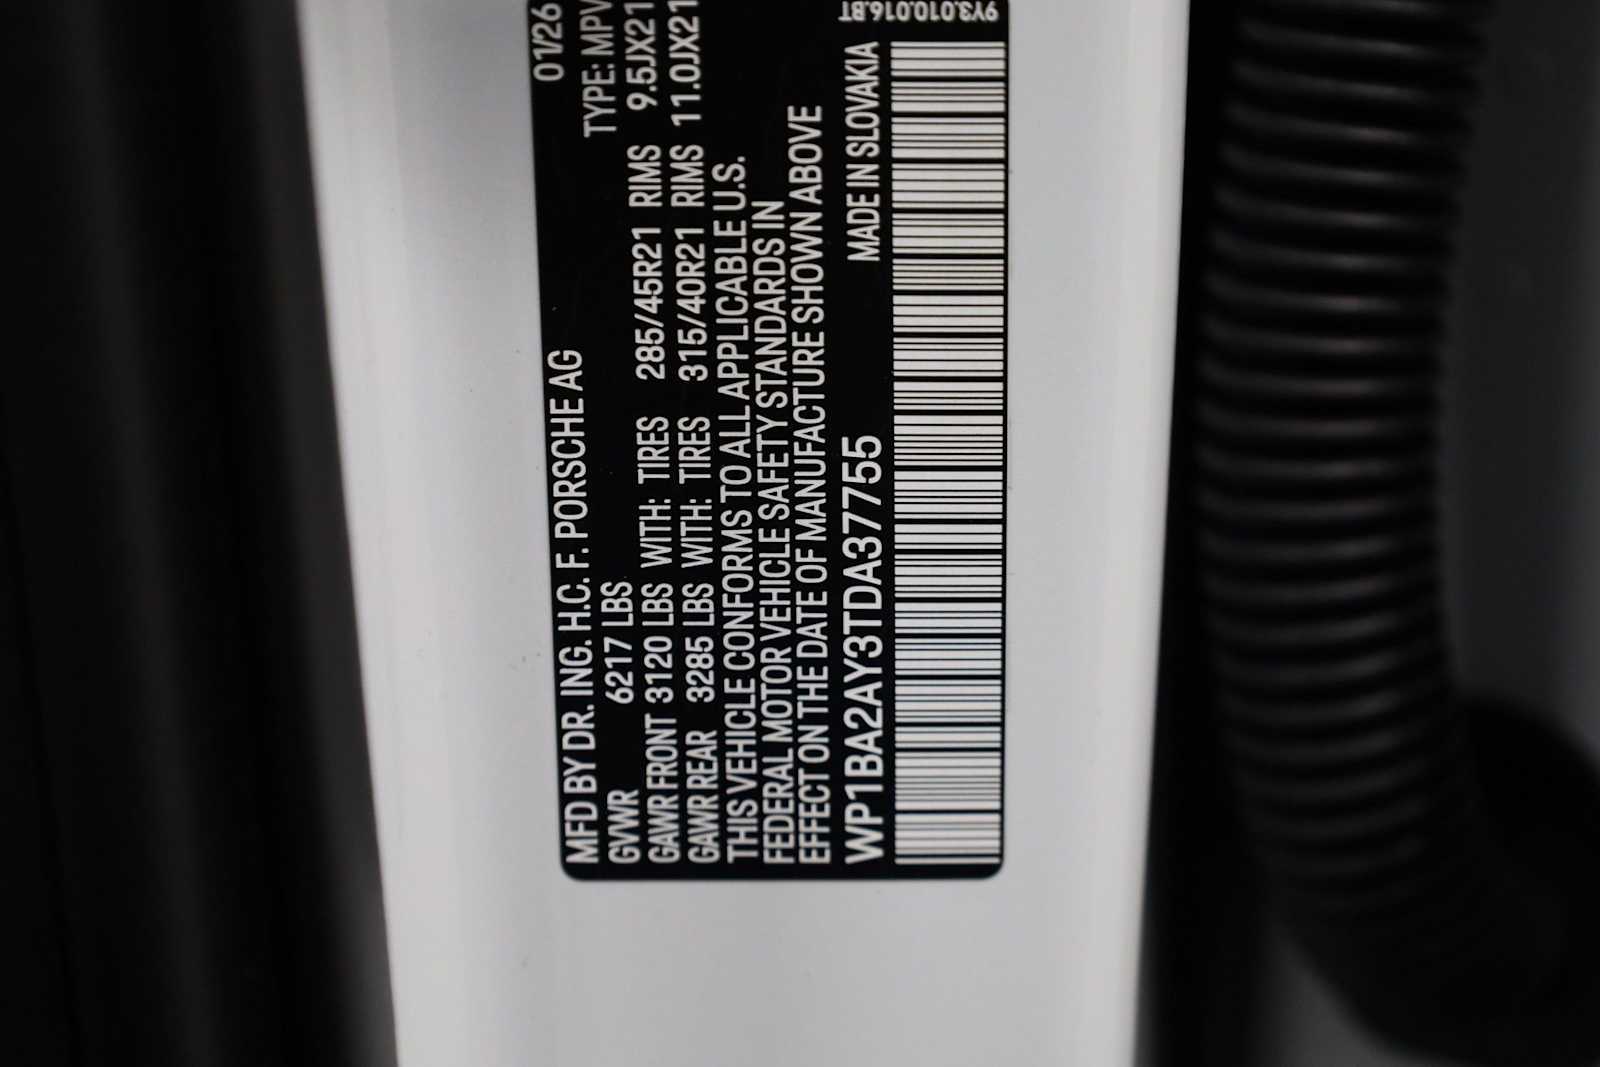 MFD BY DR. ING. H.C. F. PORSCHE AG 01/26
GVWR 6217 LBS TYPE: MPV
GAWR FRONT 3120 LBS WITH: TIRES 285/45R21 RIMS 9.5JX21
GAWR REAR 3285 LBS WITH: TIRES 315/40R21 RIMS 11.0JX21
THIS VEHICLE CONFORMS TO ALL APPLICABLE U.S.
FEDERAL MOTOR VEHICLE SAFETY STANDARDS IN
EFFECT ON THE DATE OF MANUFACTURE SHOWN ABOVE
WP1BA2AY3TDA37755 MADE IN SLOVAKIA
9Y3.010.016.BT